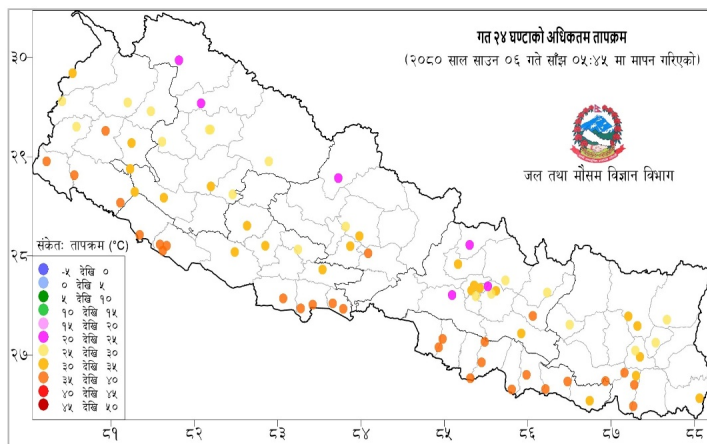 गत २४ घण्टाको अधिकतम तापक्रम
(२०८० साल साउन ०६ गते साँझ ०५:४५ मा मापन गरिएको)
जल तथा मौसम विज्ञान विभाग
३०
२९
२८
२७
संकेतः तापक्रम (°C)
-५ देखि ०
० देखि ५
५ देखि १०
१० देखि १५
१५ देखि २०
२० देखि २५
२५ देखि ३०
३० देखि ३५
३५ देखि ४०
४० देखि ४५
४५ देखि ५०
८१ ८२ ८३ ८४ ८५ ८६ ८७ ८८